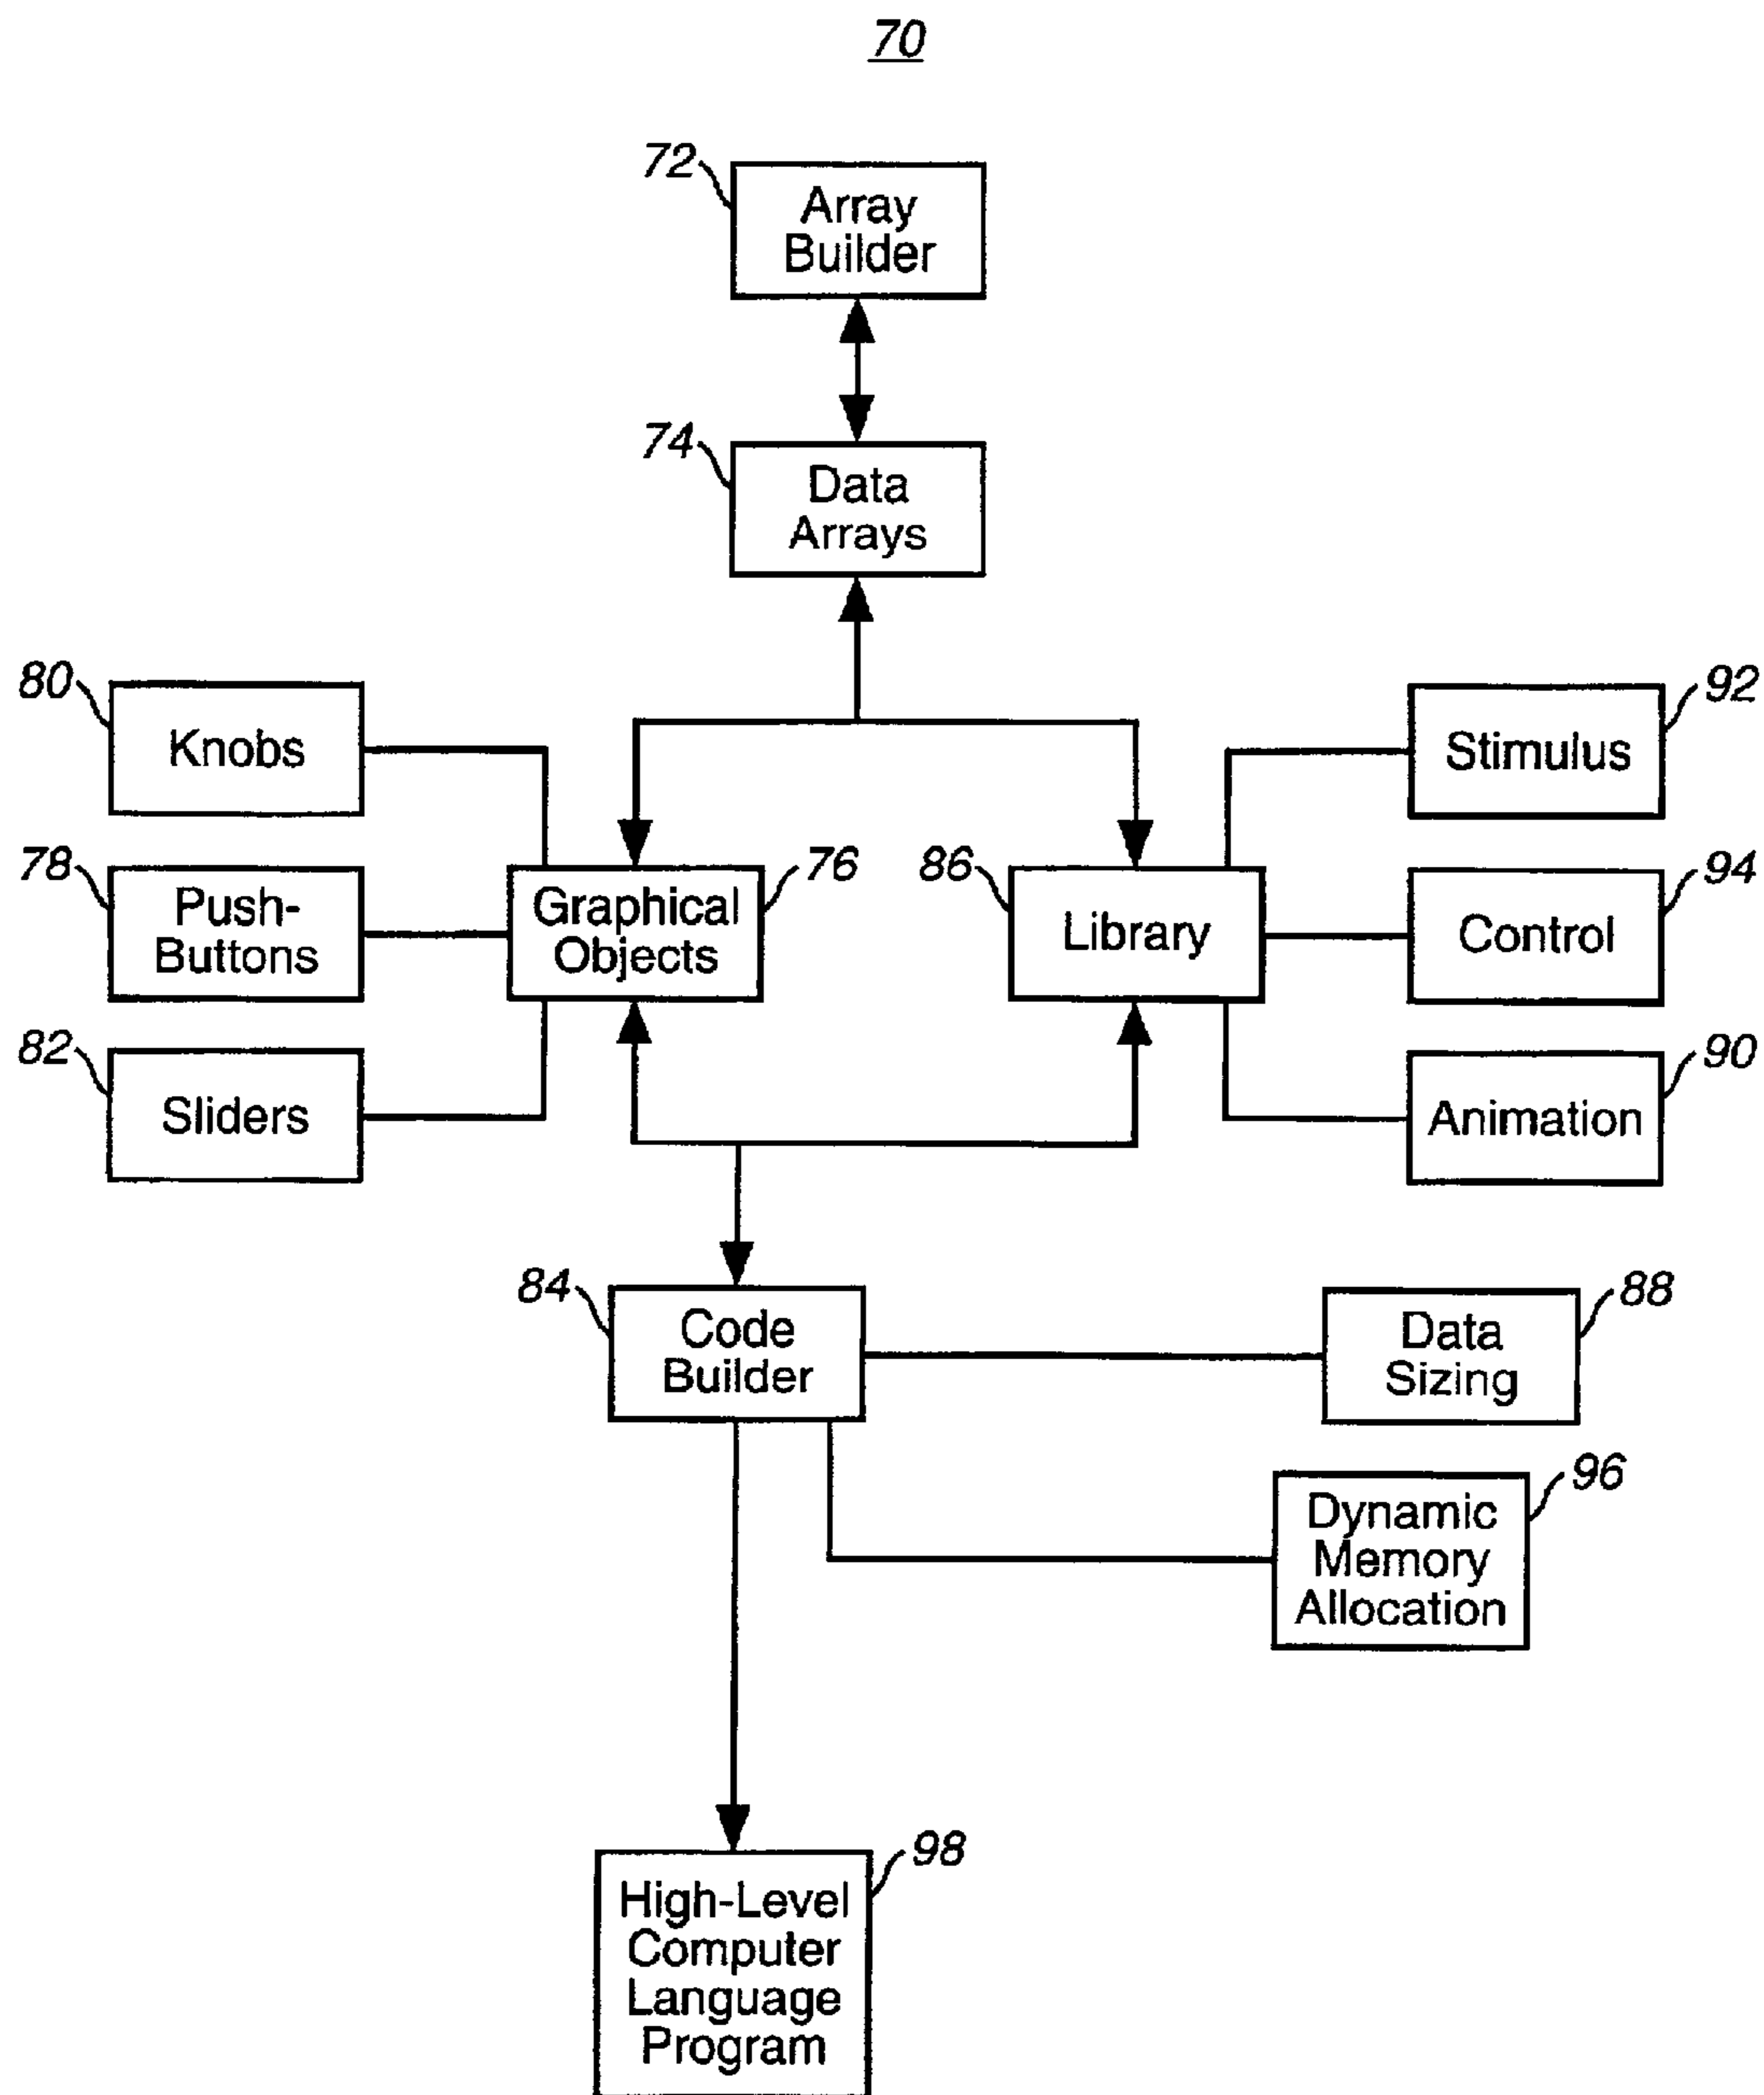 70
72
Array
Builder
74
Data
Arrays
80
Knobs
92
Stimulus
78
Push-
Buttons
76
Graphical
Objects
86
Library
94
Control
82
Sliders
90
Animation
84
Code
Builder
88
Data
Sizing
96
Dynamic
Memory
Allocation
98
High-Level
Computer
Language
Program